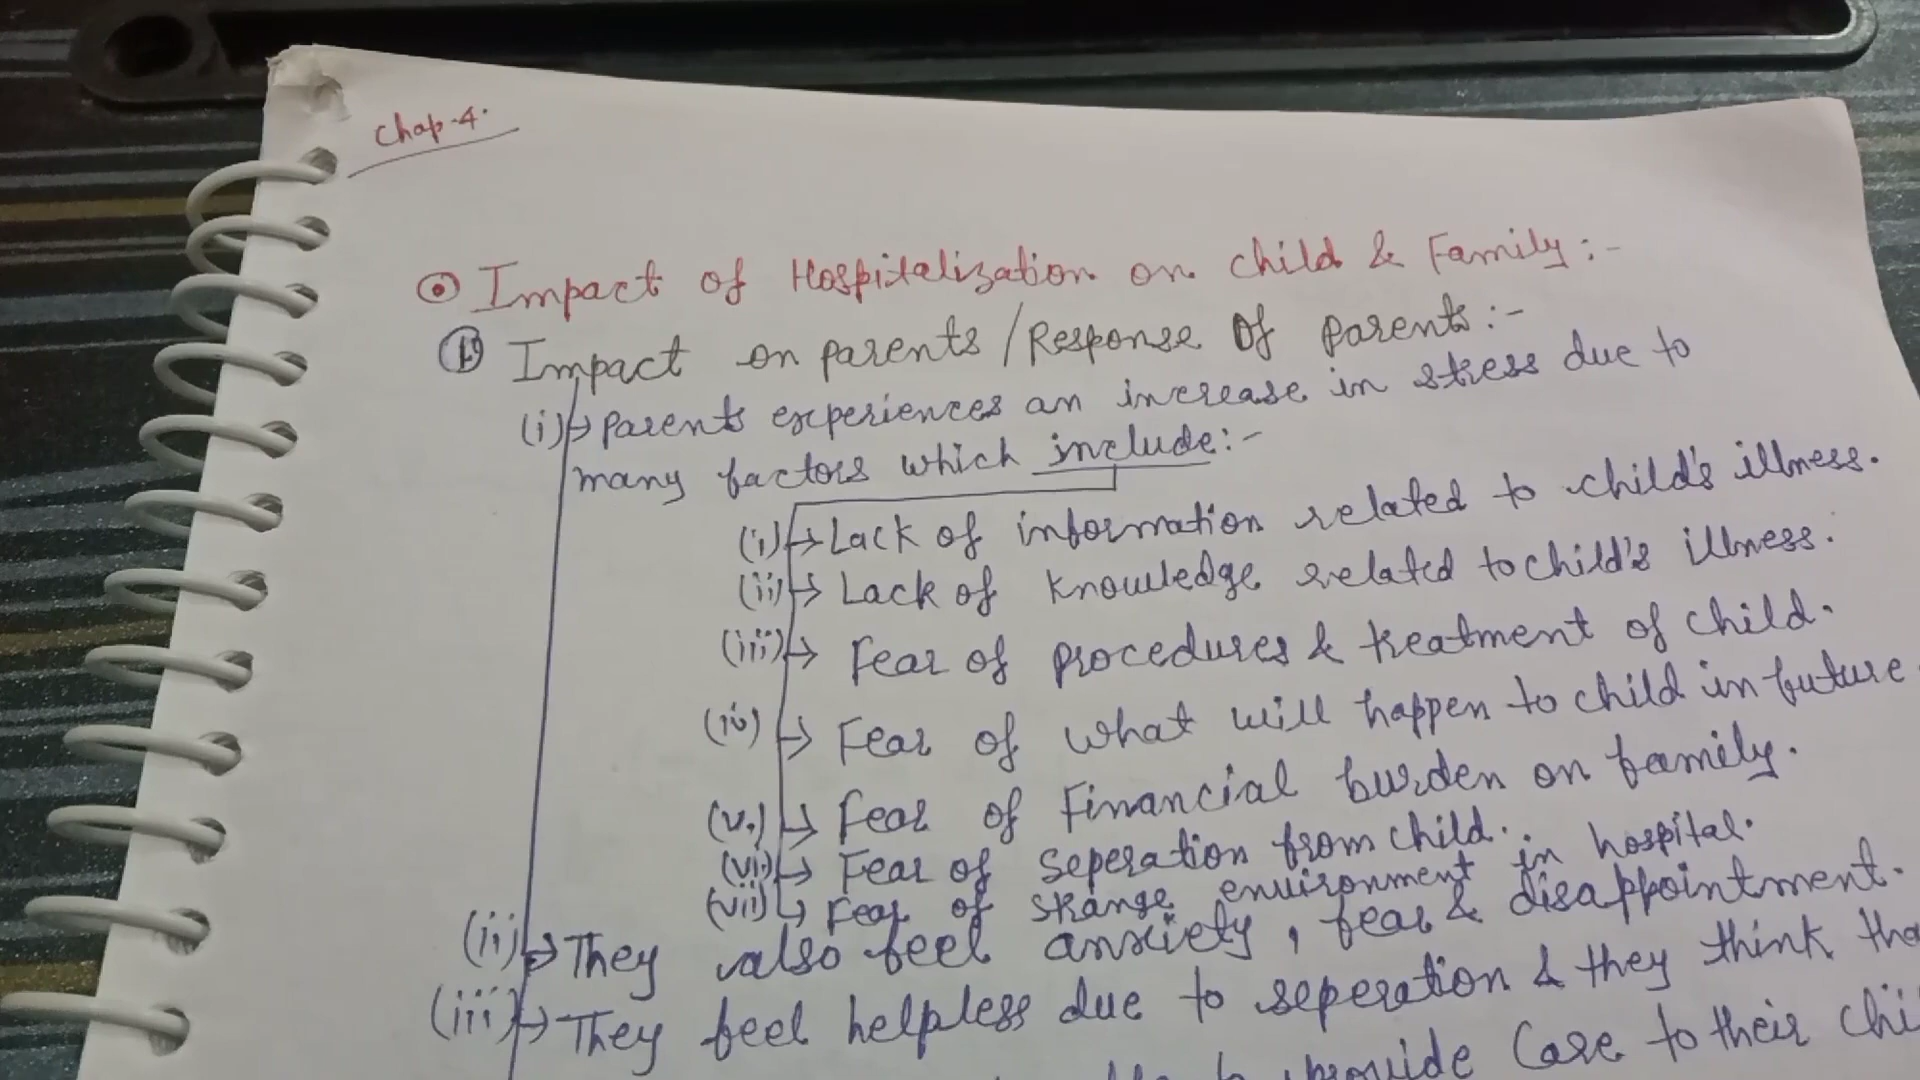 Chap-4.
Impact of Hospitalization on child & Family:-
(1) Impact on parents / Response Of parents:-
(i)→ parents experiences an increase in stress due to
many factors which include:-
(i)→ Lack of information related to child's illness.
(ii)→ Lack of knowledge related to child's illness.
(iii)→ Fear of procedures & treatment of child.
(iv)→ Fear of what will happen to child in future.
(v.)→ Fear of Financial burden on family.
(vi)→ Fear of seperation from child.
(vii)→ Fear of strange environment in hospital.
(ii)→ They also feel anxiety, fear & disappointment.
(iii)→ They feel helpless due to seperation & they think
provide Care to their